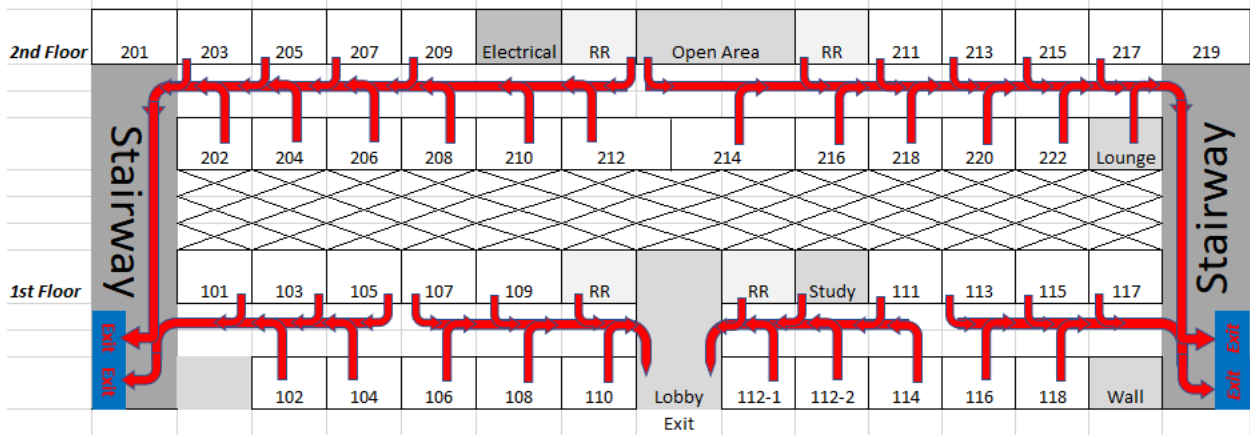 2nd Floor 201 203 205 207 209 Electrical RR Open Area RR 211 213 215 217 219
Stairway
Stairway
202 204 206 208 210 212 214 216 218 220 222 Lounge
1st Floor 101 103 105 107 109 RR RR Study 111 113 115 117
Exit Exit
Exit Exit
102 104 106 108 110 Lobby 112-1 112-2 114 116 118 Wall
Exit